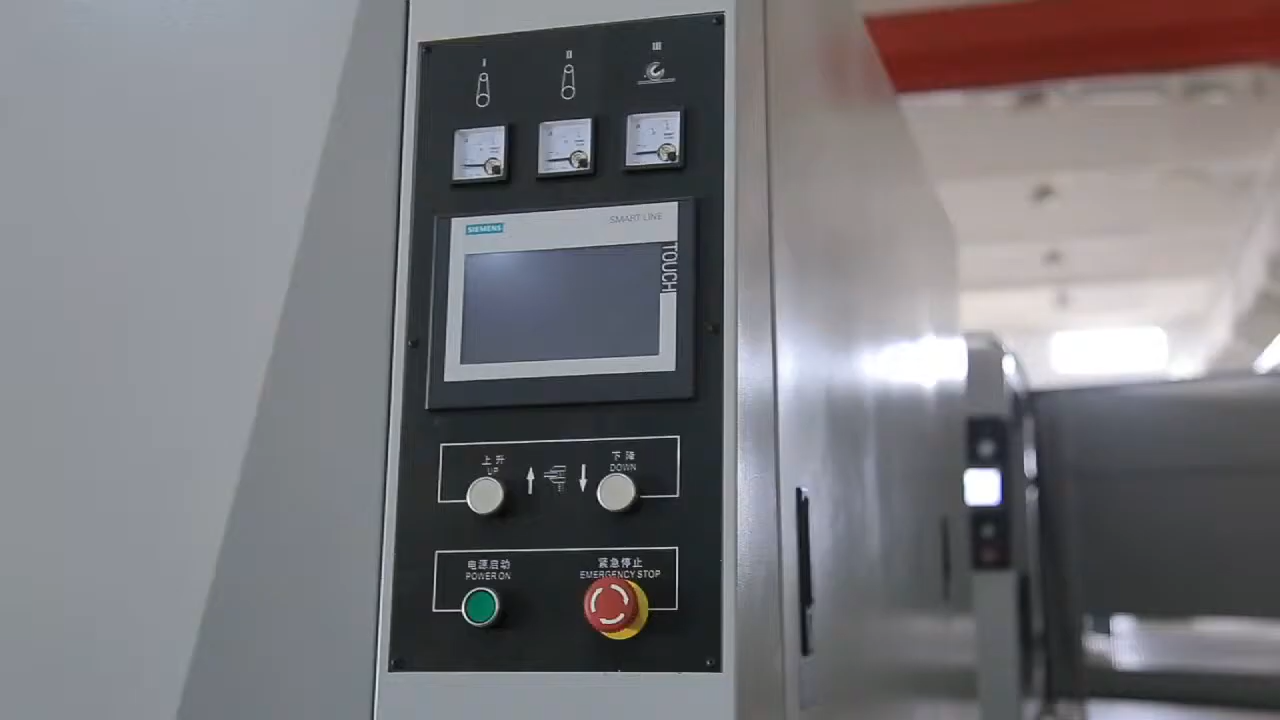 I
II
III
SIEMENS
SMART LINE
TOUCH
上升
UP
下降
DOWN
电源启动
POWER ON
紧急停止
EMERGENCY STOP